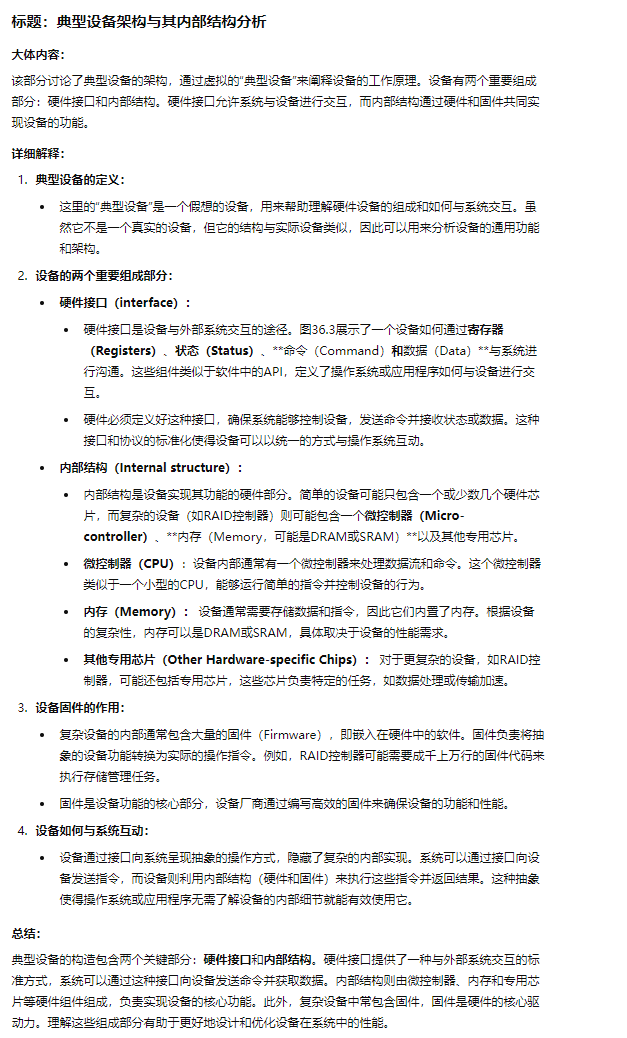 标题：典型设备架构与其内部结构分析
大体内容：
该部分讨论了典型设备的架构，通过虚拟的“典型设备”来阐释设备的工作原理。设备有两个重要组成
部分：硬件接口和内部结构。硬件接口允许系统与设备进行交互，而内部结构通过硬件和固件共同实
现设备的功能。
详细解释：
1. 典型设备的定义：
• 这里的“典型设备”是一个假想的设备，用来帮助理解硬件设备的组成和如何与系统交互。虽
然它不是一个真实的设备，但它的结构与实际设备类似，因此可以用来分析设备的通用功能
和架构。
2. 设备的两个重要组成部分：
• 硬件接口（interface）：
• 硬件接口是设备与外部系统交互的途径。图36.3展示了一个设备如何通过寄存器
（Registers）、状态（Status）、**命令（Command）和数据（Data）**与系统进
行沟通。这些组件类似于软件中的API，定义了操作系统或应用程序如何与设备进行交
互。
• 硬件必须定义好这种接口，确保系统能够控制设备，发送命令并接收状态或数据。这种
接口和协议的标准化使得设备可以以统一的方式与操作系统互动。
• 内部结构（Internal structure）：
• 内部结构是设备实现其功能的硬件部分。简单的设备可能只包含一个或少数几个硬件芯
片，而复杂的设备（如RAID控制器）则可能包含一个微控制器（Micro-
controller）、**内存（Memory，可能是DRAM或SRAM）**以及其他专用芯片。
• 微控制器（CPU）：设备内部通常有一个微控制器来处理数据流和命令。这个微控制器
类似于一个小型的CPU，能够运行简单的指令并控制设备的行为。
• 内存（Memory）： 设备通常需要存储数据和指令，因此它们内置了内存。根据设备
的复杂性，内存可以是DRAM或SRAM，具体取决于设备的性能需求。
• 其他专用芯片（Other Hardware-specific Chips）： 对于更复杂的设备，如RAID控
制器，可能还包括专用芯片，这些芯片负责特定的任务，如数据处理或传输加速。
3. 设备固件的作用：
• 复杂设备的内部通常包含大量的固件（Firmware），即嵌入在硬件中的软件。固件负责将抽
象的设备功能转换为实际的操作指令。例如，RAID控制器可能需要成千上万行的固件代码来
执行存储管理任务。
• 固件是设备功能的核心部分，设备厂商通过编写高效的固件来确保设备的功能和性能。
4. 设备如何与系统互动：
• 设备通过接口向系统呈现抽象的操作方式，隐藏了复杂的内部实现。系统可以通过接口向设
备发送指令，而设备则利用内部结构（硬件和固件）来执行这些指令并返回结果。这种抽象
使得操作系统或应用程序无需了解设备的内部细节就能有效使用它。
总结：
典型设备的构造包含两个关键部分：硬件接口和内部结构。硬件接口提供了一种与外部系统交互的标
准方式，系统可以通过这种接口向设备发送命令并获取数据。内部结构则由微控制器、内存和专用芯
片等硬件组件组成，负责实现设备的核心功能。此外，复杂设备中常包含固件，固件是硬件的核心驱
动力。理解这些组成部分有助于更好地设计和优化设备在系统中的性能。